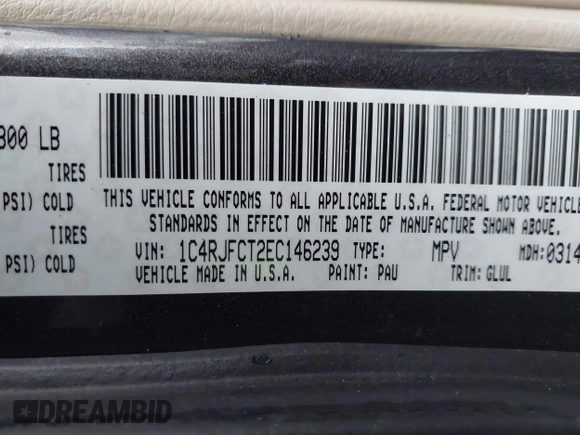 800 LB
TIRES
PSI) COLD
TIRES
PSI) COLD
THIS VEHICLE CONFORMS TO ALL APPLICABLE U.S.A. FEDERAL MOTOR VEHICLE
STANDARDS IN EFFECT ON THE DATE OF MANUFACTURE SHOWN ABOVE.
VIN: 1C4RJFCT2EC146239 TYPE: MPV MDH:0314
VEHICLE MADE IN U.S.A. PAINT: PAU TRIM: GLUL
DREAMBID